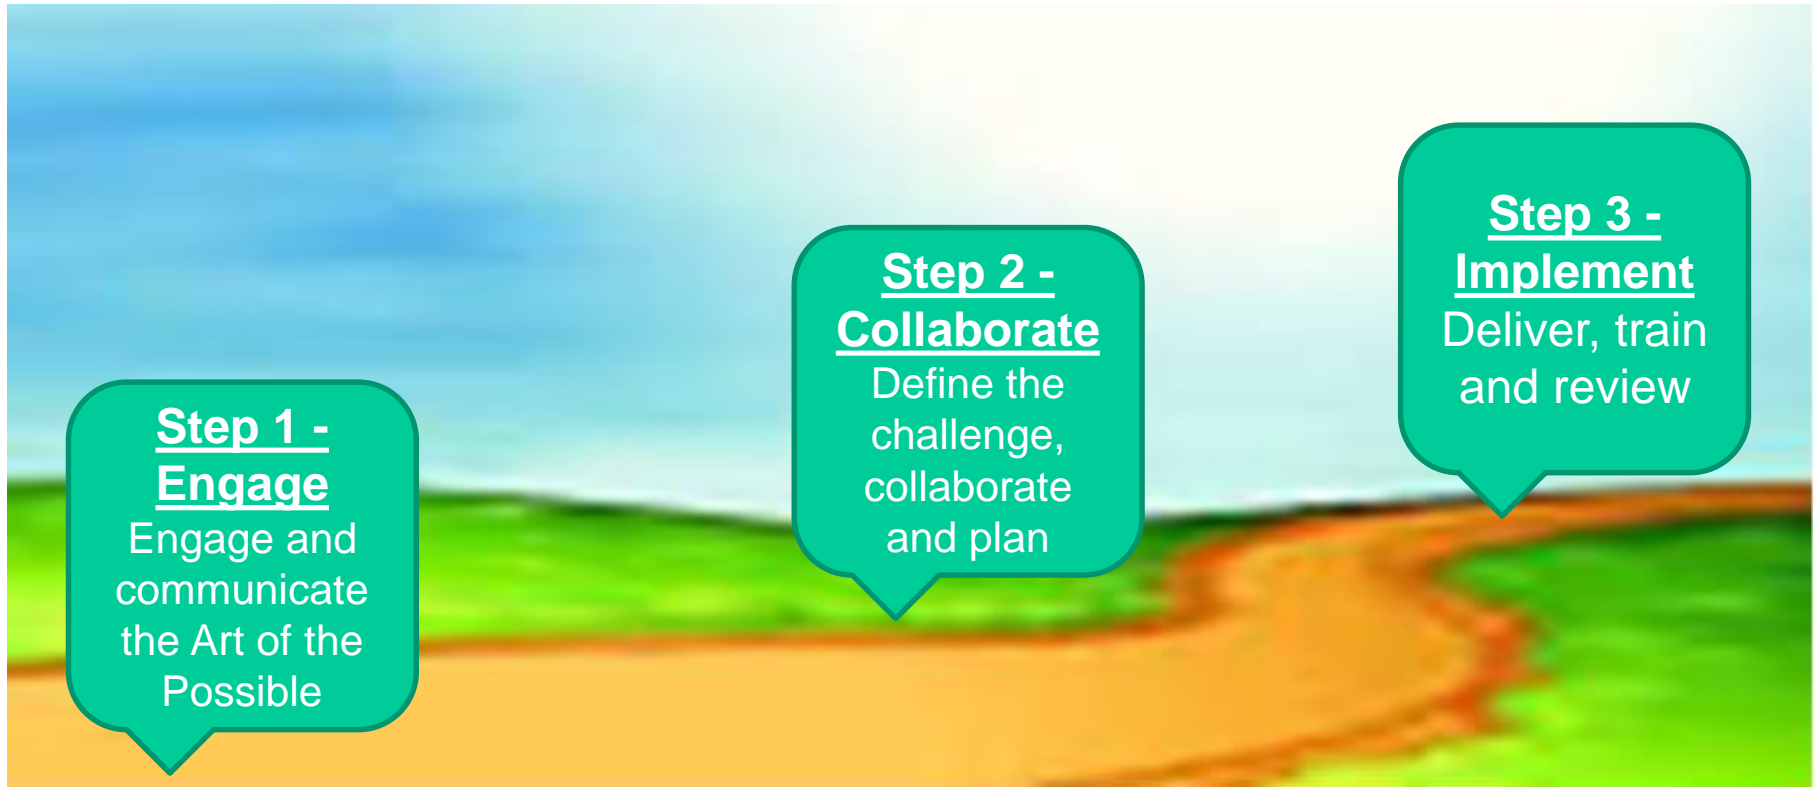 Step 1 -
Engage
Engage and
communicate
the Art of the
Possible
Step 2 -
Collaborate
Define the
challenge,
collaborate
and plan
Step 3 -
Implement
Deliver, train
and review